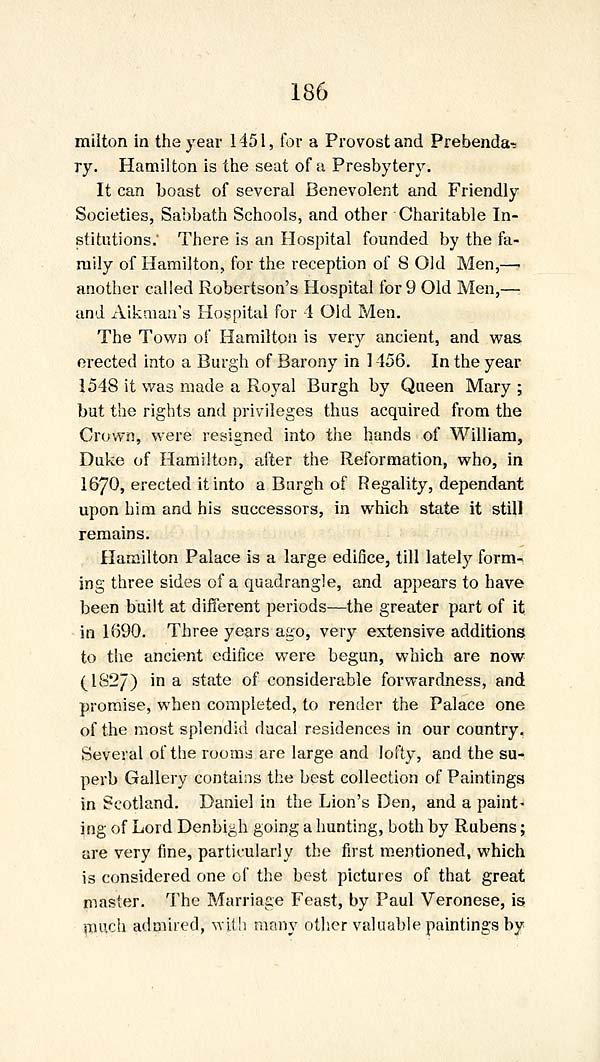 186
milton in the year 1451, for a Provost and Prebenda-
ry. Hamilton is the seat of a Presbytery.
It can boast of several Benevolent and Friendly
Societies, Sabbath Schools, and other Charitable In-
stitutions. There is an Hospital founded by the fa-
mily of Hamilton, for the reception of 8 Old Men,—
another called Robertson's Hospital for 9 Old Men,—
and Aikman's Hospital for 4 Old Men.
The Town of Hamilton is very ancient, and was
erected into a Burgh of Barony in 1456. In the year
1548 it was made a Royal Burgh by Queen Mary;
but the rights and privileges thus acquired from the
Crown, were resigned into the hands of William,
Duke of Hamilton, after the Reformation, who, in
1670, erected it into a Burgh of Regality, dependant
upon him and his successors, in which state it still
remains.
Hamilton Palace is a large edifice, till lately form-
ing three sides of a quadrangle, and appears to have
been built at different periods—the greater part of it
in 1690. Three years ago, very extensive additions
to the ancient edifice were begun, which are now
(1827) in a state of considerable forwardness, and
promise, when completed, to render the Palace one
of the most splendid ducal residences in our country.
Several of the rooms are large and lofty, and the su-
perb Gallery contains the best collection of Paintings
in Scotland. Daniel in the Lion's Den, and a paint-
ing of Lord Denbigh going a hunting, both by Rubens;
are very fine, particularly the first mentioned, which
is considered one of the best pictures of that great
master. The Marriage Feast, by Paul Veronese, is
much admired, with many other valuable paintings by